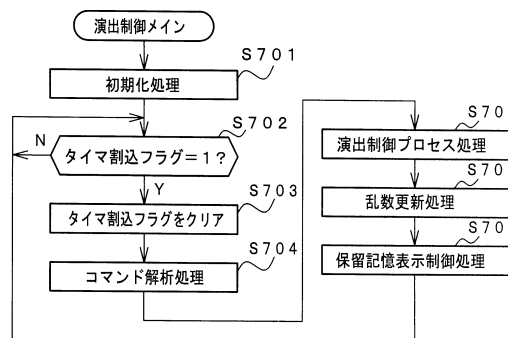 演出制御メイン
S701
初期化処理
S702
N
タイマ割込フラグ=1?
Y
S703
タイマ割込フラグをクリア
S704
コマンド解析処理
S70
演出制御プロセス処理
S70
乱数更新処理
S70
保留記憶表示制御処理